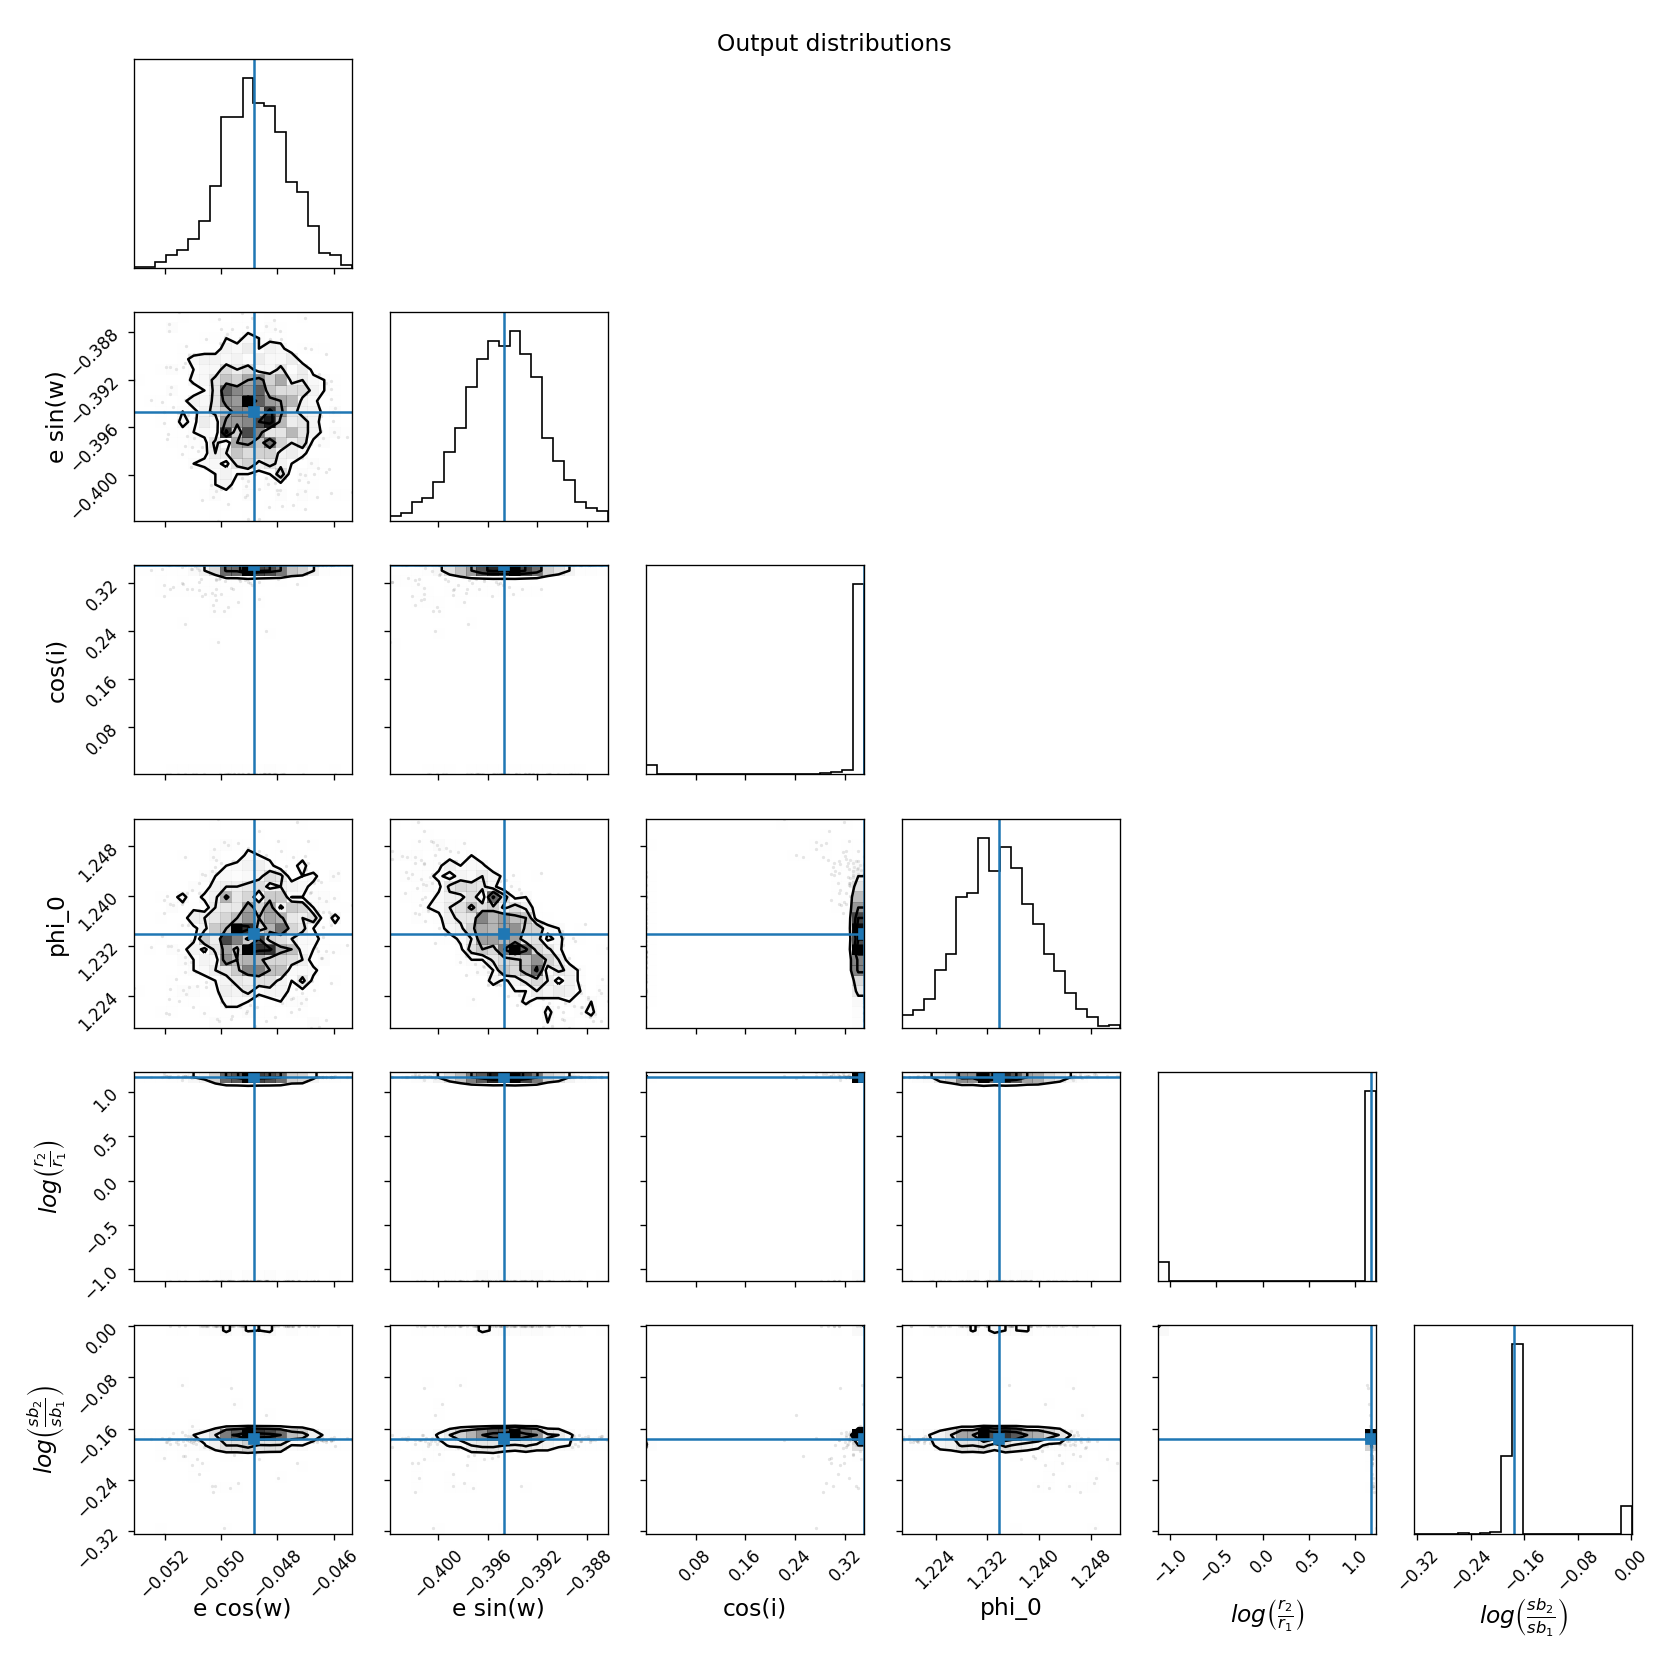 Output distributions
e sin(w)
−0.388
−0.392
−0.396
−0.400
cos(i)
0.32
0.24
0.16
0.08
phi_0
1.248
1.240
1.232
1.224
log(r₂/r₁)
1.0
0.5
0.0
−0.5
−1.0
log(sb₂/sb₁)
0.00
−0.08
−0.16
−0.24
−0.32
−0.052 −0.050 −0.048 −0.046
e cos(w)
−0.400 −0.396 −0.392 −0.388
e sin(w)
0.08 0.16 0.24 0.32
cos(i)
1.224 1.232 1.240 1.248
phi_0
−1.0 −0.5 0.0 0.5 1.0
log(r₂/r₁)
−0.32 −0.24 −0.16 −0.08 0.00
log(sb₂/sb₁)